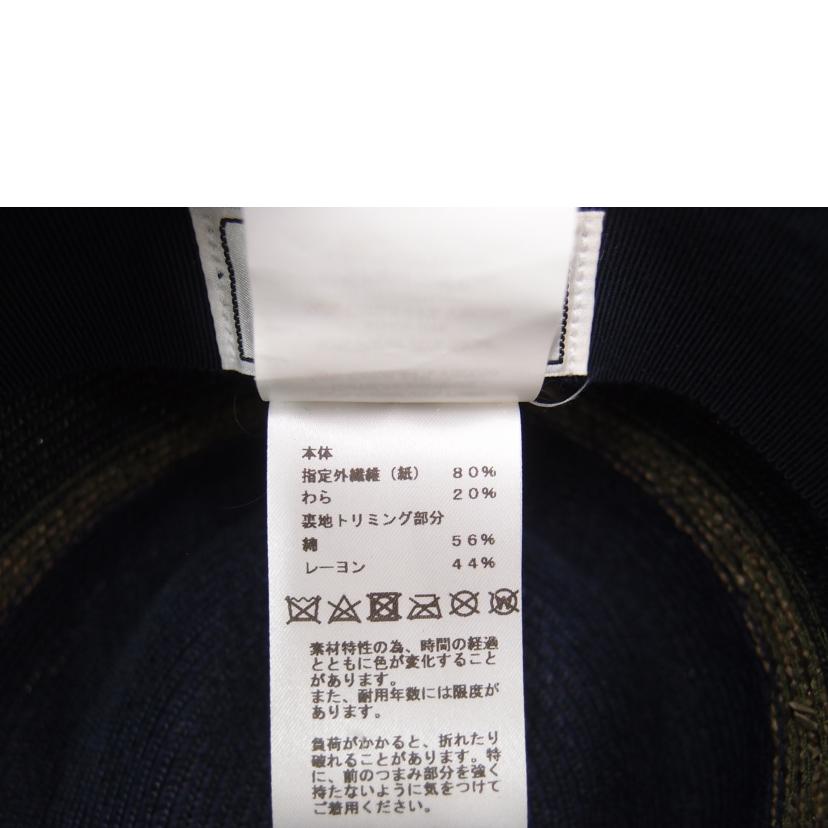 本体
指定外繊維（紙） 80%
わら 20%
裏地トリミング部分
綿 56%
レーヨン 44%
素材特性の為、時間の経過
とともに色が変化すること
があります。
また、耐用年数には限度が
あります。
負荷がかかると、折れたり
破れることがあります。特
に、前のつまみ部分を強く
持たないように気をつけて
ご着用ください。